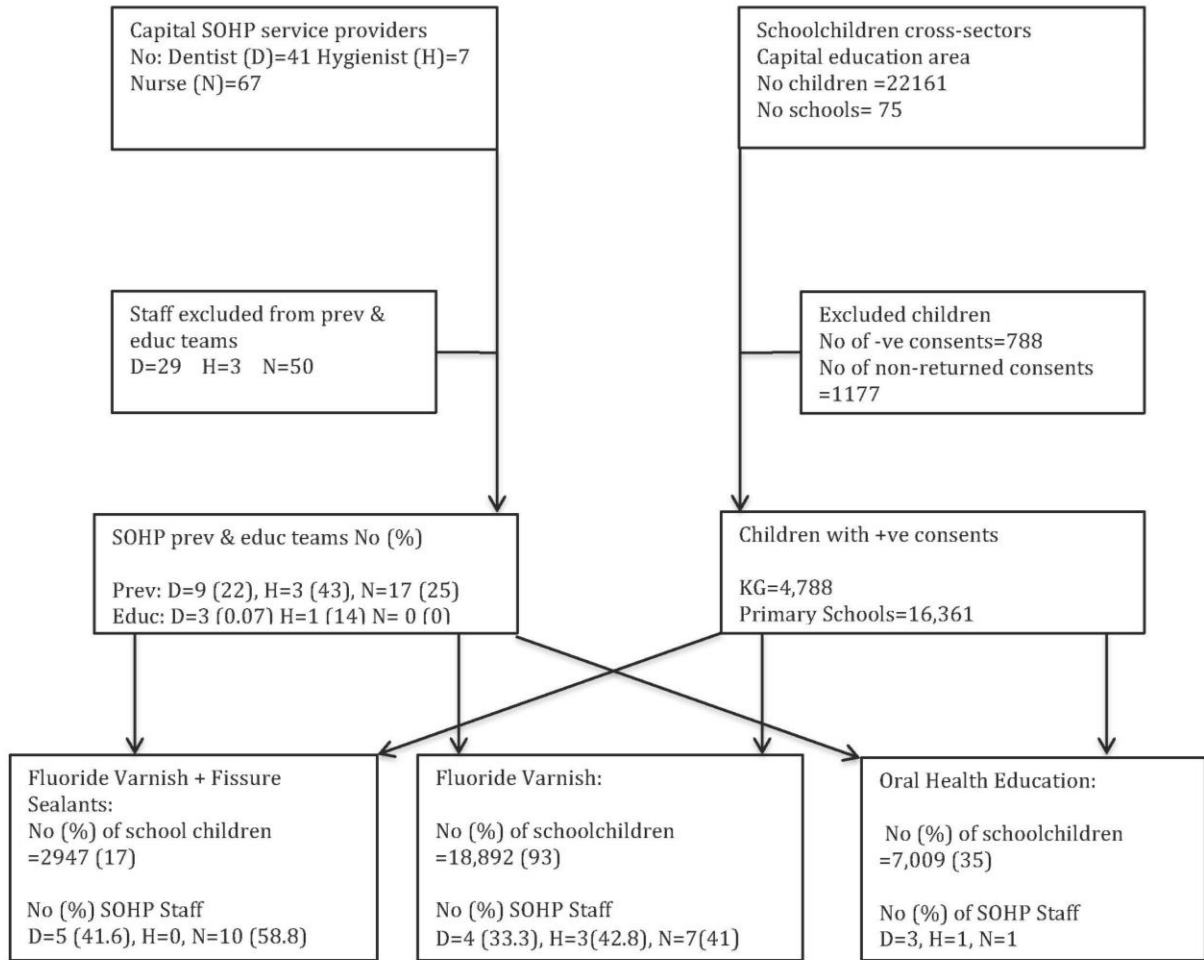 Capital SOHP service providers
No: Dentist (D)=41 Hygienist (H)=7
Nurse (N)=67
Schoolchildren cross-sectors
Capital education area
No children =22161
No schools= 75
Staff excluded from prev &
educ teams
D=29 H=3 N=50
Excluded children
No of -ve consents=788
No of non-returned consents
=1177
SOHP prev & educ teams No (%)
Prev: D=9 (22), H=3 (43), N=17 (25)
Educ: D=3 (0.07) H=1 (14) N= 0 (0)
Children with +ve consents
KG=4,788
Primary Schools=16,361
Fluoride Varnish + Fissure
Sealants:
No (%) of school children
=2947 (17)
No (%) SOHP Staff
D=5 (41.6), H=0, N=10 (58.8)
Fluoride Varnish:
No (%) of schoolchildren
=18,892 (93)
No (%) SOHP Staff
D=4 (33.3), H=3(42.8), N=7(41)
Oral Health Education:
No (%) of schoolchildren
=7,009 (35)
No (%) of SOHP Staff
D=3, H=1, N=1